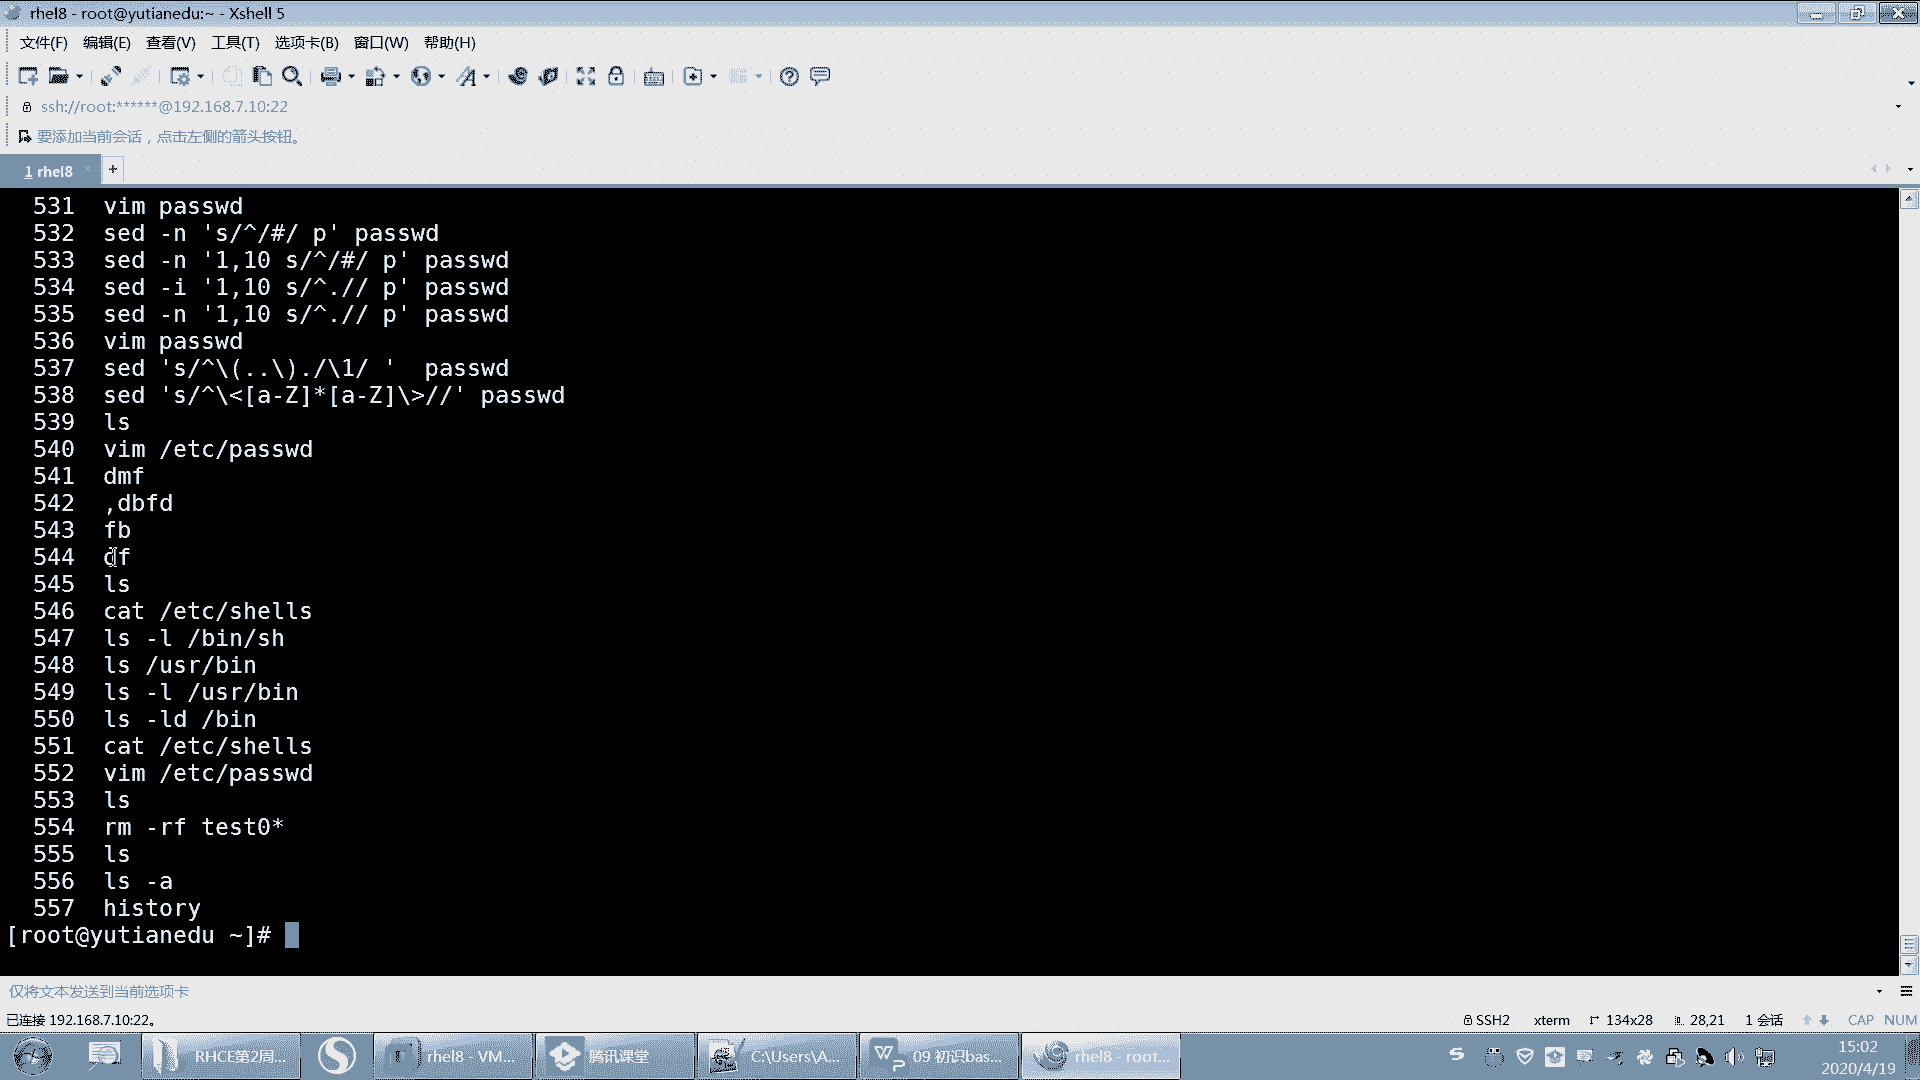 rhel8 - root@yutianedu:~ - Xshell 5
文件(F) 编辑(E) 查看(V) 工具(T) 选项卡(B) 窗口(W) 帮助(H)
ssh://root:******@192.168.7.10:22
要添加当前会话，点击左侧的箭头按钮。
1 rhel8 × +
531 vim passwd
532 sed -n 's/^/#/ p' passwd
533 sed -n '1,10 s/^/#/ p' passwd
534 sed -i '1,10 s/^.// p' passwd
535 sed -n '1,10 s/^.// p' passwd
536 vim passwd
537 sed 's/^\(..\)./\1/ '  passwd
538 sed 's/^\<[a-Z]*[a-Z]\>//' passwd
539 ls
540 vim /etc/passwd
541 dmf
542 ,dbfd
543 fb
544 df
545 ls
546 cat /etc/shells
547 ls -l /bin/sh
548 ls /usr/bin
549 ls -l /usr/bin
550 ls -ld /bin
551 cat /etc/shells
552 vim /etc/passwd
553 ls
554 rm -rf test0*
555 ls
556 ls -a
557 history
[root@yutianedu ~]#
仅将文本发送到当前选项卡
已连接 192.168.7.10:22。 SSH2 xterm 134x28 28,21 1 会话 CAP NUM
RHCE第2周... rhel8 - VM... 腾讯课堂 C:\Users\A... 09 初识bas... rhel8 - root... 15:02
2020/4/19